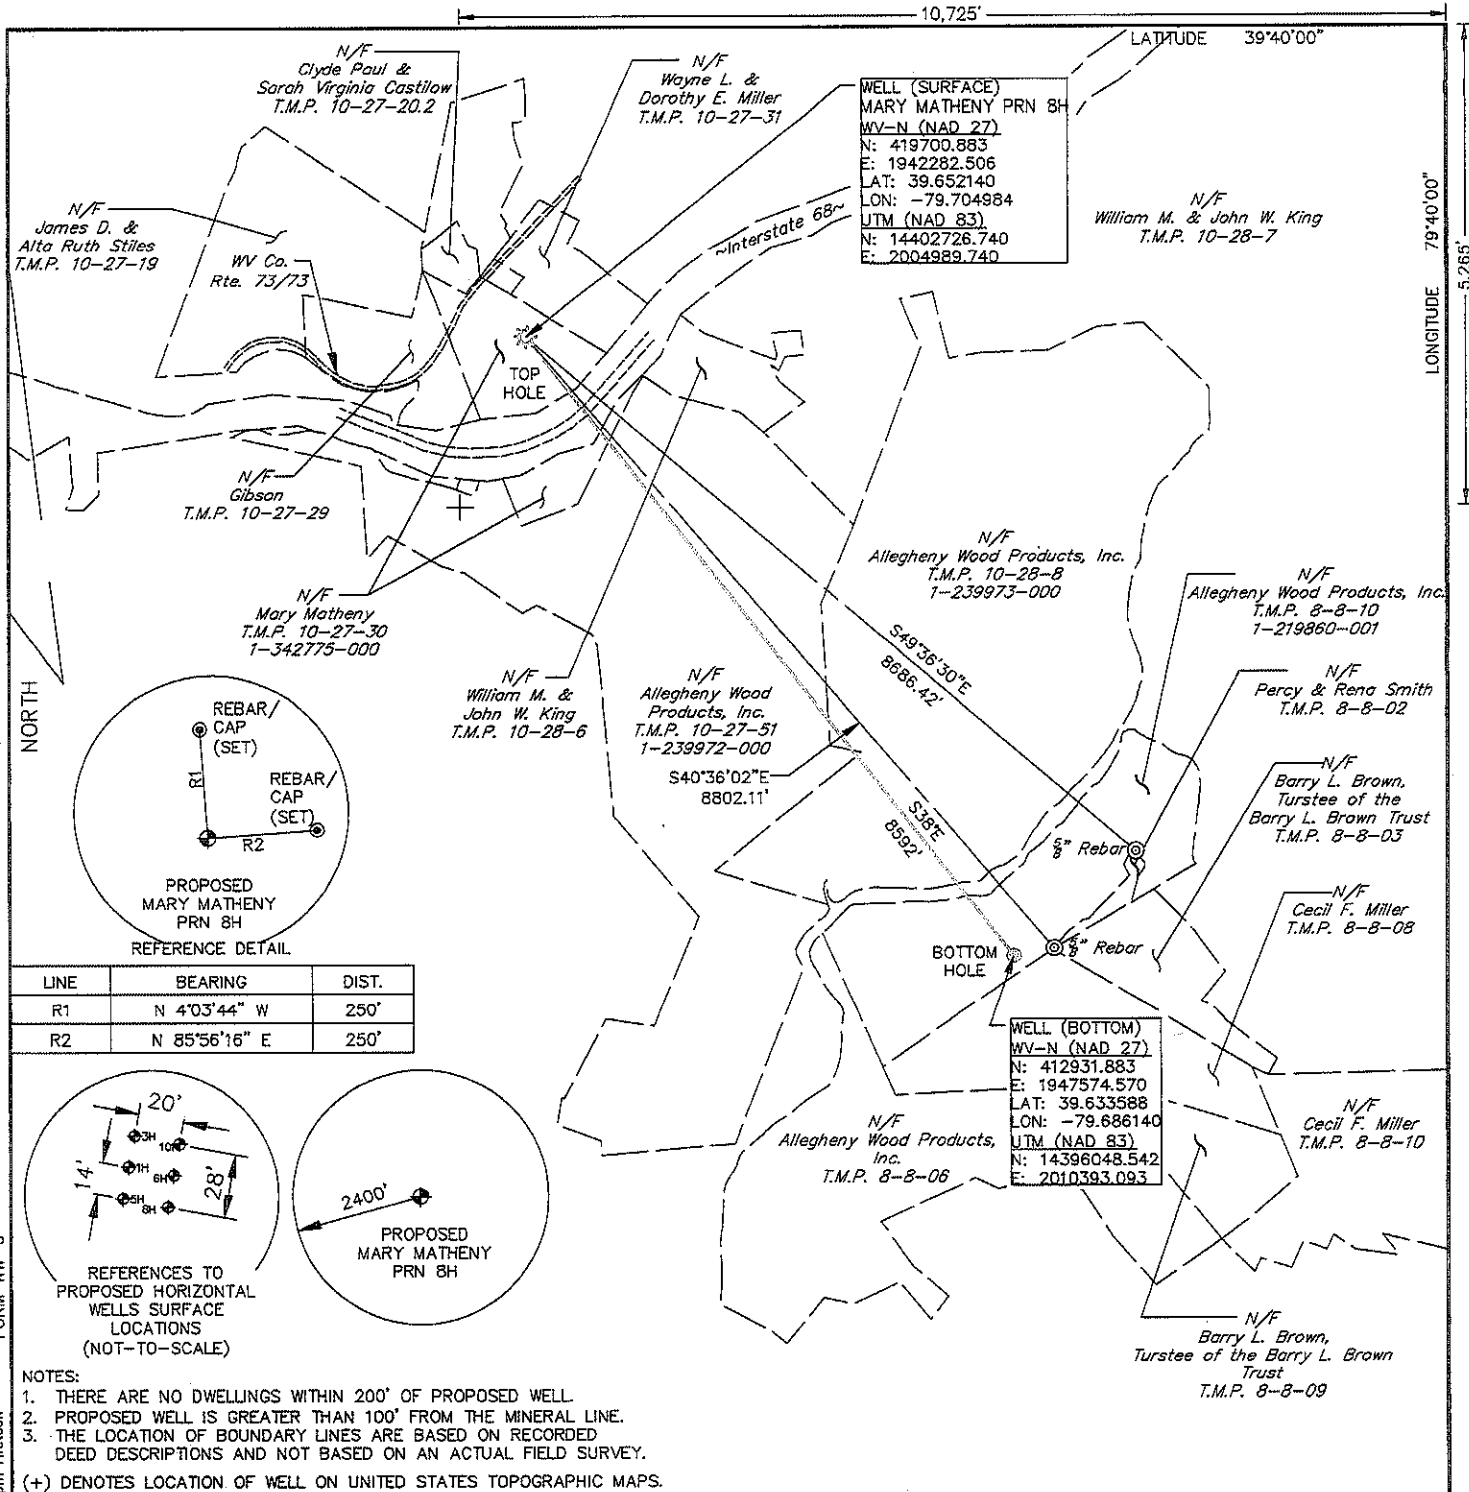 10,725'
LATITUDE 39°40'00"
LONGITUDE 79°40'00"
5,265'
N/F
Clyde Paul &
Sarah Virginia Castilow
T.M.P. 10-27-20.2
N/F
Wayne L. &
Dorothy E. Miller
T.M.P. 10-27-31
WELL (SURFACE)
MARY MATHENY PRN 8H
WV-N (NAD 27)
N: 419700.883
E: 1942282.506
LAT: 39.652140
LON: -79.704984
UTM (NAD 83)
N: 14402726.740
E: 2004989.740
N/F
William M. & John W. King
T.M.P. 10-28-7
N/F
James D. &
Alta Ruth Stiles
T.M.P. 10-27-19
WV Co.
Rte. 73/73
~Interstate 68~
TOP
HOLE
N/F
Gibson
T.M.P. 10-27-29
N/F
Mary Matheny
T.M.P. 10-27-30
1-342775-000
N/F
William M. &
John W. King
T.M.P. 10-28-6
N/F
Allegheny Wood
Products, Inc.
T.M.P. 10-27-51
1-239972-000
N/F
Allegheny Wood Products, Inc.
T.M.P. 10-28-8
1-239973-000
N/F
Allegheny Wood Products, Inc.
T.M.P. 8-8-10
1-219860-001
N/F
Percy & Rena Smith
T.M.P. 8-8-02
N/F
Barry L. Brown,
Turstee of the
Barry L. Brown Trust
T.M.P. 8-8-03
N/F
Cecil F. Miller
T.M.P. 8-8-08
S49°36'30"E
8686.42'
S40°36'02"E
8802.11'
S38°E
8592'
5/8" Rebar
5/8" Rebar
BOTTOM
HOLE
WELL (BOTTOM)
WV-N (NAD 27)
N: 412931.883
E: 1947574.570
LAT: 39.633588
LON: -79.686140
UTM (NAD 83)
N: 14396048.542
E: 2010393.093
N/F
Allegheny Wood Products,
Inc.
T.M.P. 8-8-06
N/F
Cecil F. Miller
T.M.P. 8-8-10
N/F
Barry L. Brown,
Turstee of the Barry L. Brown
Trust
T.M.P. 8-8-09
NORTH
REBAR/
CAP
(SET)
R1
REBAR/
CAP
(SET)
R2
PROPOSED
MARY MATHENY
PRN 8H
REFERENCE DETAIL
LINE BEARING DIST.
R1 N 4°03'44" W 250'
R2 N 85°56'16" E 250'
20'
3H
10H
14'
1H
6H
28'
5H
8H
REFERENCES TO
PROPOSED HORIZONTAL
WELLS SURFACE
LOCATIONS
(NOT-TO-SCALE)
2400'
PROPOSED
MARY MATHENY
PRN 8H
NOTES:
1. THERE ARE NO DWELLINGS WITHIN 200' OF PROPOSED WELL.
2. PROPOSED WELL IS GREATER THAN 100' FROM THE MINERAL LINE.
3. THE LOCATION OF BOUNDARY LINES ARE BASED ON RECORDED
DEED DESCRIPTIONS AND NOT BASED ON AN ACTUAL FIELD SURVEY.
(+) DENOTES LOCATION OF WELL ON UNITED STATES TOPOGRAPHIC MAPS.